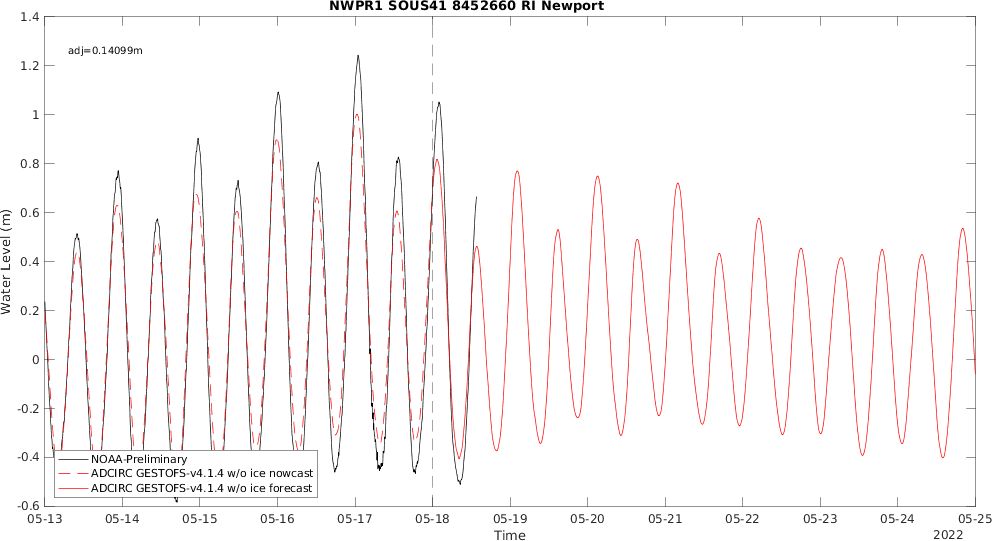 NWPR1 SOUS41 8452660 RI Newport
adj=0.14099m
1.4
1.2
1
0.8
0.6
0.4
0.2
0
-0.2
-0.4
-0.6
Water Level (m)
NOAA-Preliminary
ADCIRC GESTOFS-v4.1.4 w/o ice nowcast
ADCIRC GESTOFS-v4.1.4 w/o ice forecast
05-13 05-14 05-15 05-16 05-17 05-18 05-19 05-20 05-21 05-22 05-23 05-24 05-25
Time
2022